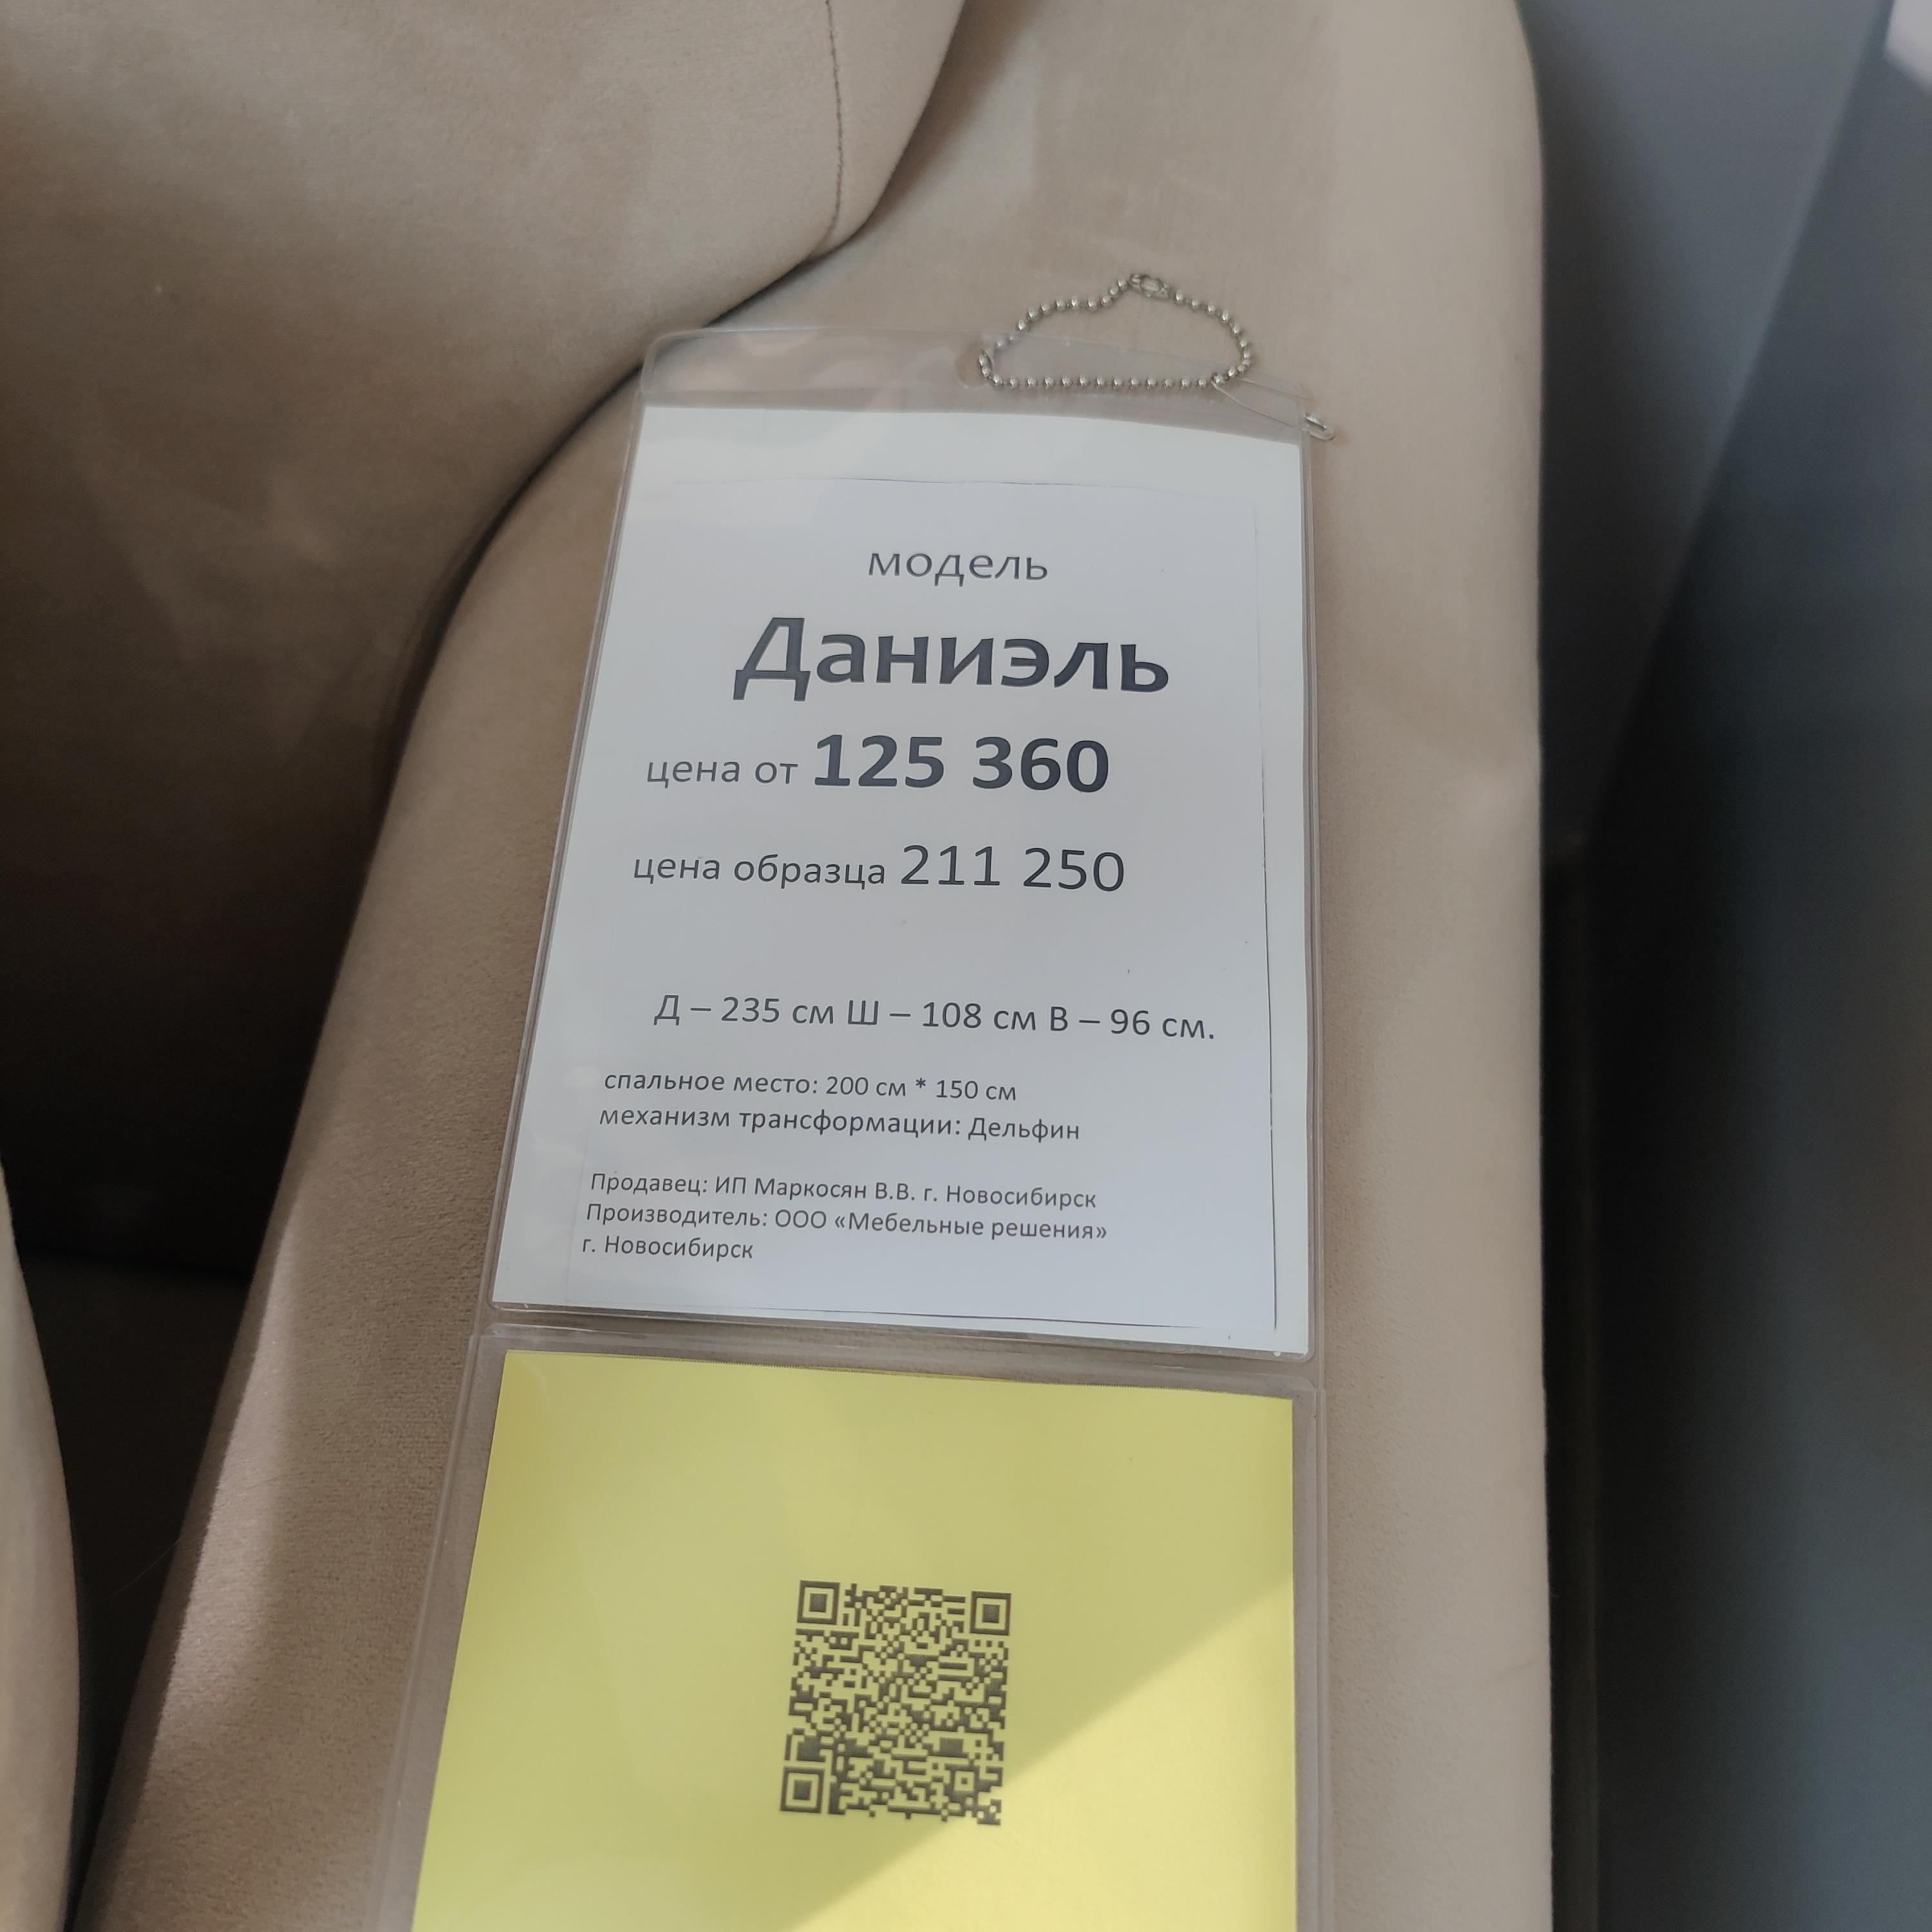 модель
Даниэль
цена от 125 360
цена образца 211 250
Д – 235 см Ш – 108 см В – 96 см.
спальное место: 200 см * 150 см
механизм трансформации: Дельфин
Продавец: ИП Маркосян В.В. г. Новосибирск
Производитель: ООО «Мебельные решения»
г. Новосибирск